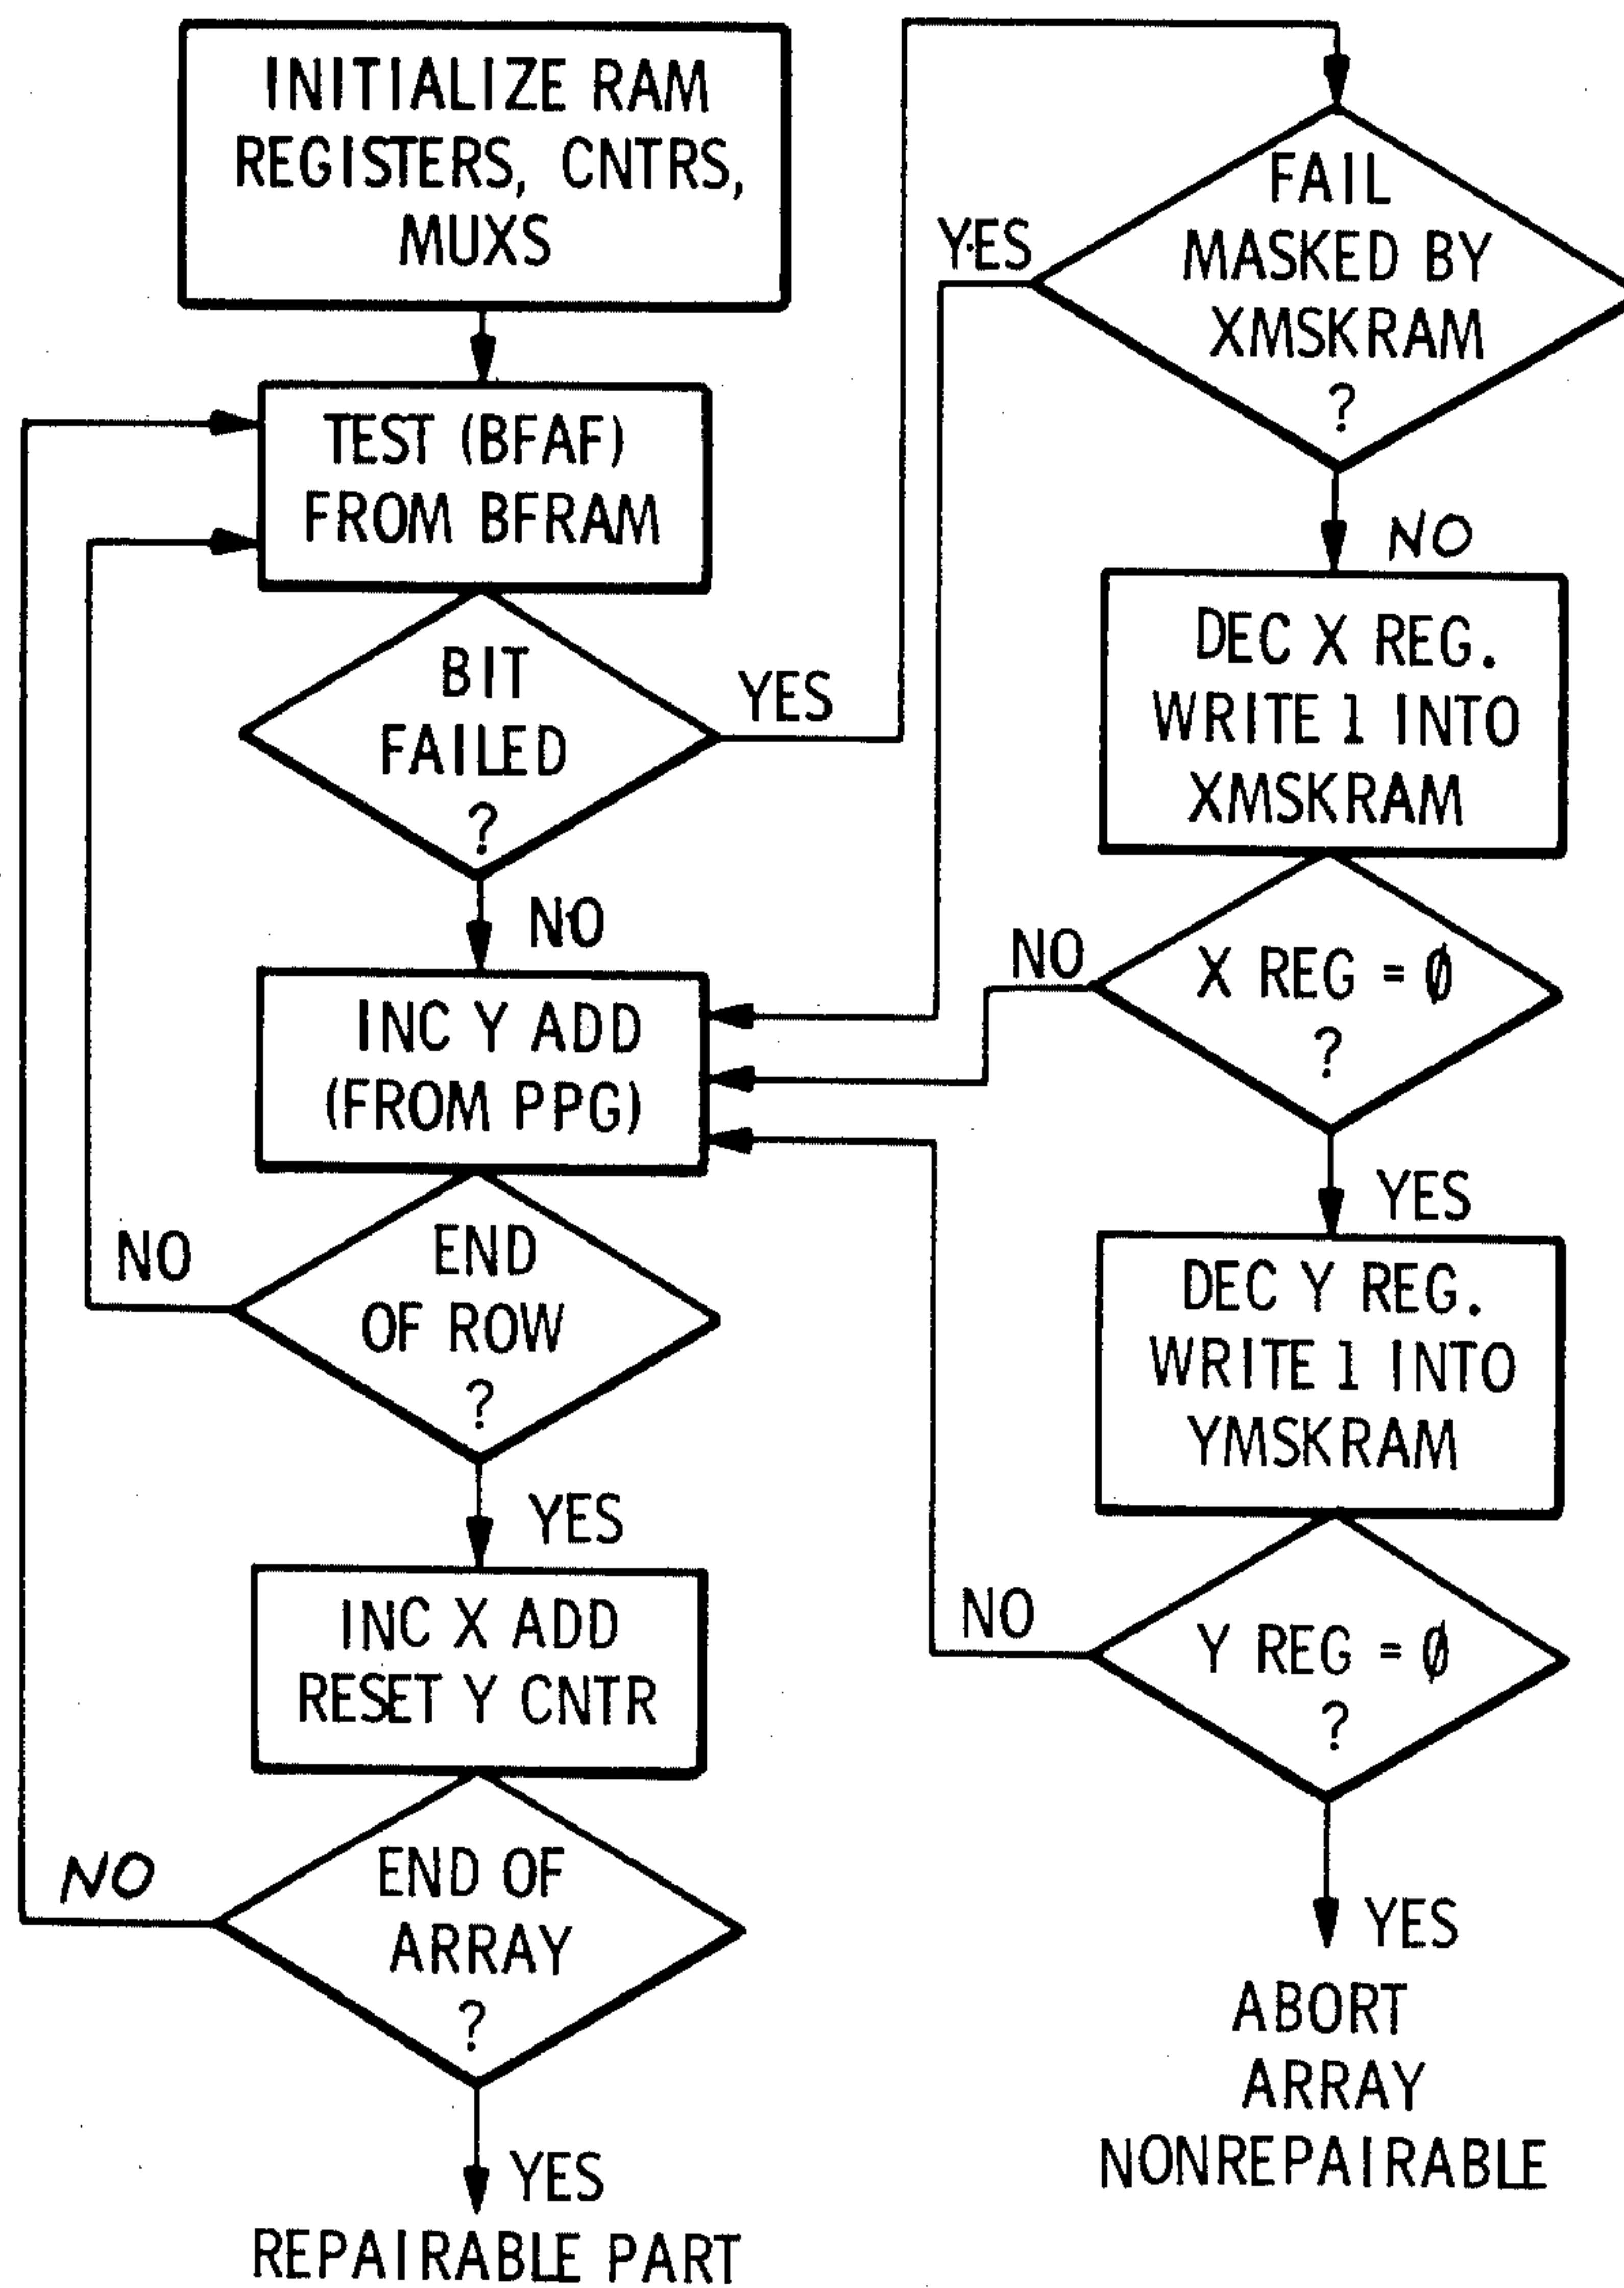 INITIALIZE RAM
REGISTERS, CNTRS,
MUXS
TEST (BFAF)
FROM BFRAM
BIT
FAILED
?
YES
NO
INC Y ADD
(FROM PPG)
END
OF ROW
?
NO
YES
INC X ADD
RESET Y CNTR
END OF
ARRAY
?
NO
YES
REPAIRABLE PART
FAIL
MASKED BY
XMSKRAM
?
YES
NO
DEC X REG.
WRITE 1 INTO
XMSKRAM
X REG = Ø
?
NO
YES
DEC Y REG.
WRITE 1 INTO
YMSKRAM
Y REG = Ø
?
NO
YES
ABORT
ARRAY
NONREPAIRABLE